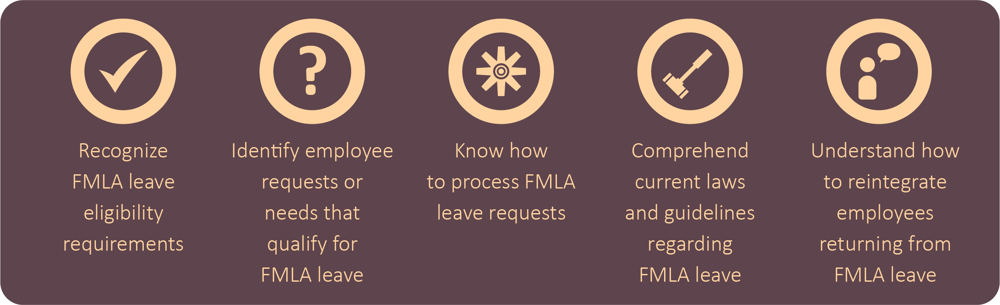 Recognize
FMLA leave
eligibility
requirements
Identify employee
requests or
needs that
qualify for
FMLA leave
Know how
to process FMLA
leave requests
Comprehend
current laws
and guidelines
regarding
FMLA leave
Understand how
to reintegrate
employees
returning from
FMLA leave